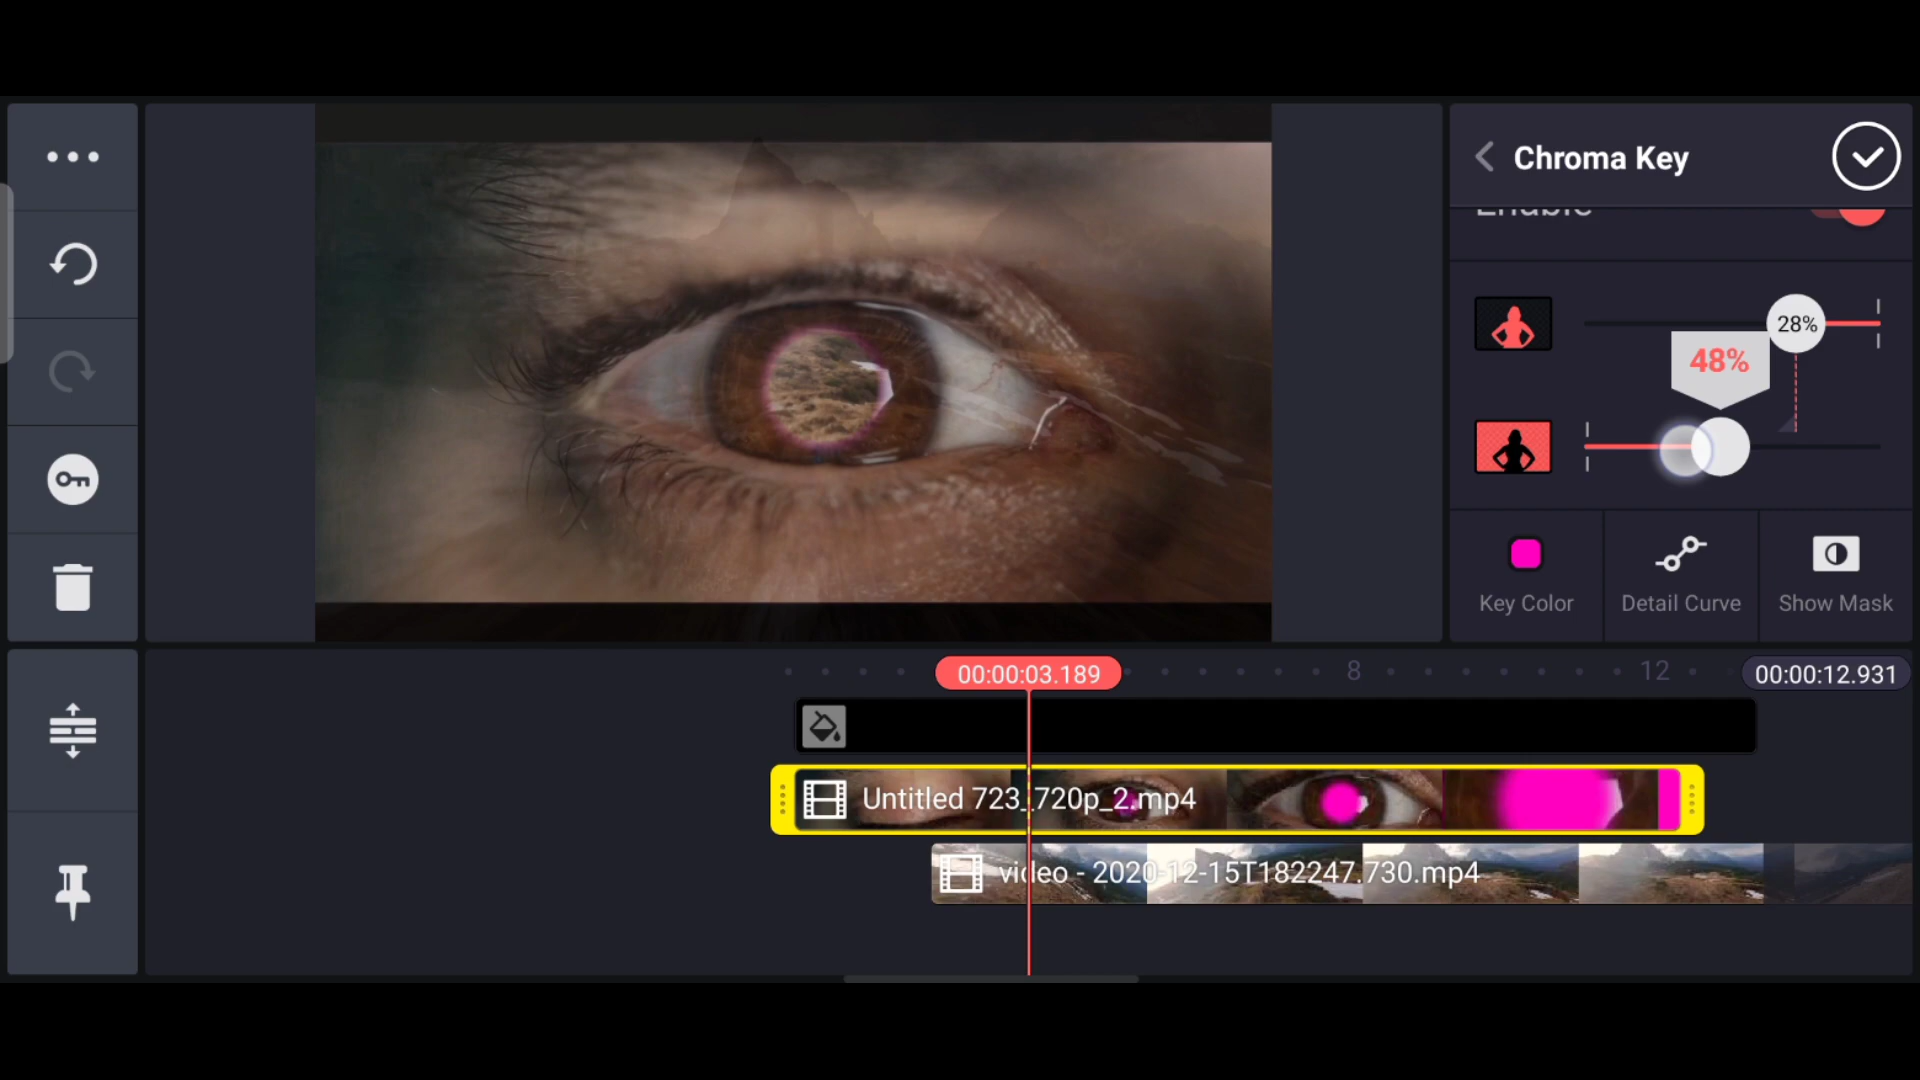 Chroma Key
Enable
28%
48%
Key Color
Detail Curve
Show Mask
00:00:03.189
8
12
00:00:12.931
Untitled 723_720p_2.mp4
video - 2020-12-15T182247.730.mp4